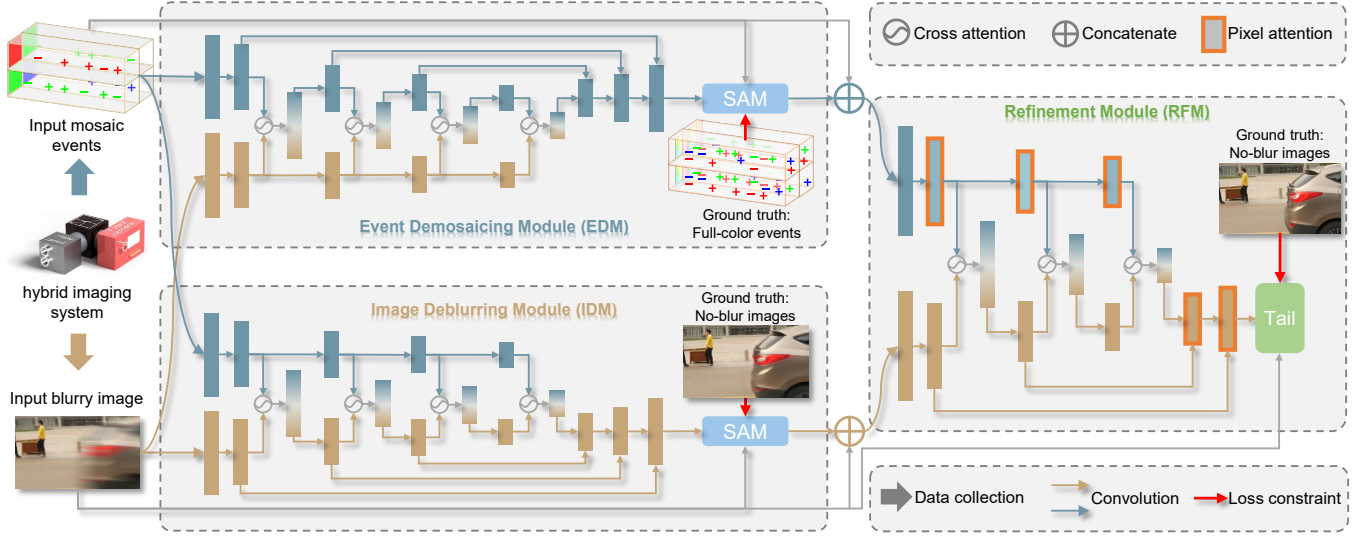 Input mosaic
events
hybrid imaging
system
Input blurry image
Event Demosaicing Module (EDM)
SAM
Ground truth:
Full-color events
Image Deblurring Module (IDM)
Ground truth:
No-blur images
SAM
Cross attention
Concatenate
Pixel attention
Refinement Module (RFM)
Ground truth:
No-blur images
Tail
Data collection
Convolution
Loss constraint